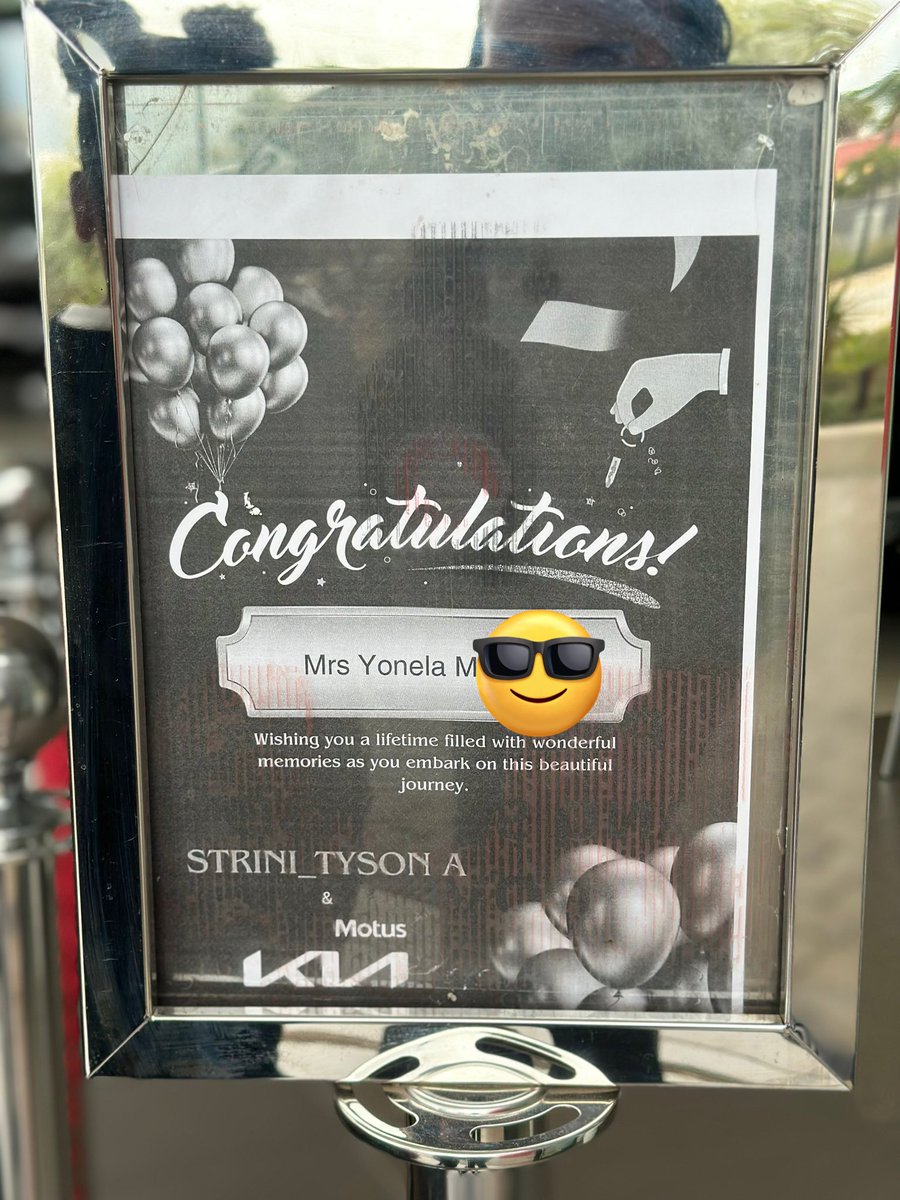 Congratulations!
Mrs Yonela M
Wishing you a lifetime filled with wonderful
memories as you embark on this beautiful
journey.
STRINI_TYSON A
&
Motus
KIA